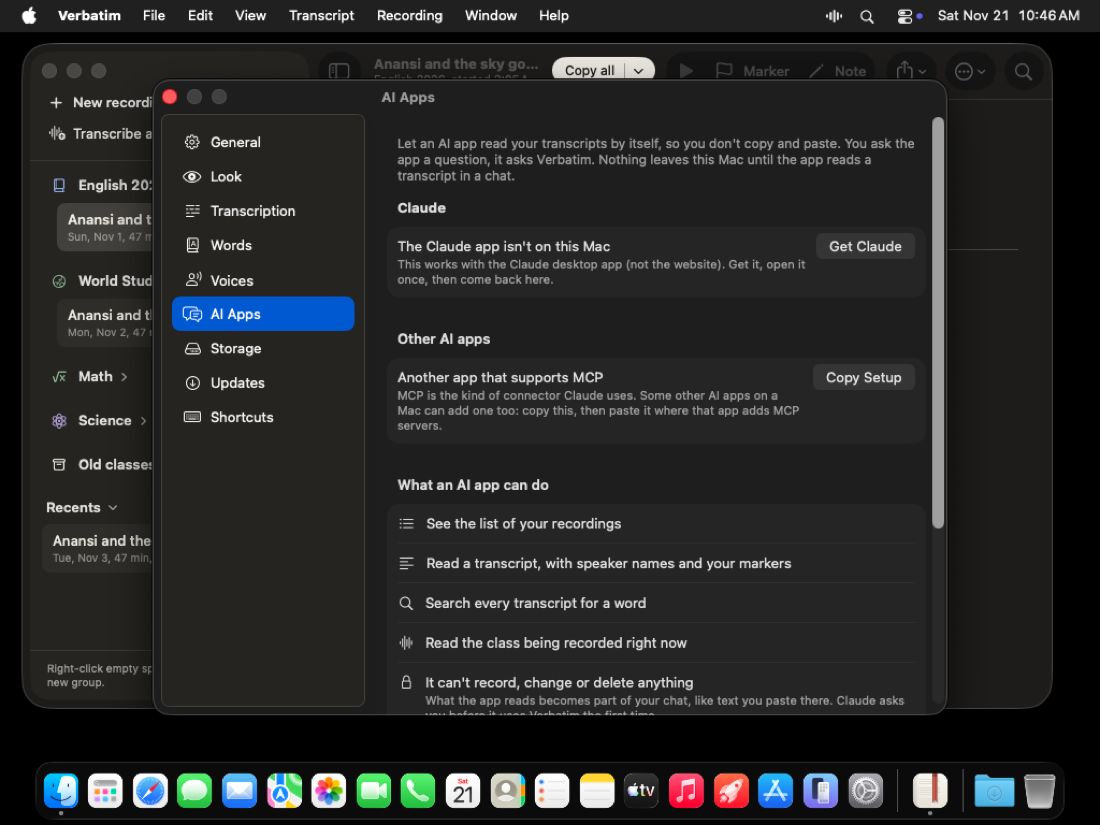 Verbatim File Edit View Transcript Recording Window Help Sat Nov 21 10:46 AM
Anansi and the sky go...
Copy all
Marker
Note
New recordi
Transcribe a
English 202
Anansi and t
Sun, Nov 1, 47 m
World Stud
Anansi and t
Mon, Nov 2, 47
Math
Science
Old classes
Recents
Anansi and the
Tue, Nov 3, 47 min,
Right-click empty sp
new group.
AI Apps
General
Look
Transcription
Words
Voices
AI Apps
Storage
Updates
Shortcuts
Let an AI app read your transcripts by itself, so you don't copy and paste. You ask the
app a question, it asks Verbatim. Nothing leaves this Mac until the app reads a
transcript in a chat.
Claude
The Claude app isn't on this Mac
Get Claude
This works with the Claude desktop app (not the website). Get it, open it
once, then come back here.
Other AI apps
Another app that supports MCP
Copy Setup
MCP is the kind of connector Claude uses. Some other AI apps on a
Mac can add one too: copy this, then paste it where that app adds MCP
servers.
What an AI app can do
See the list of your recordings
Read a transcript, with speaker names and your markers
Search every transcript for a word
Read the class being recorded right now
It can't record, change or delete anything
What the app reads becomes part of your chat, like text you paste there. Claude asks
you before it uses Verbatim the first time.
Sat
21
tv